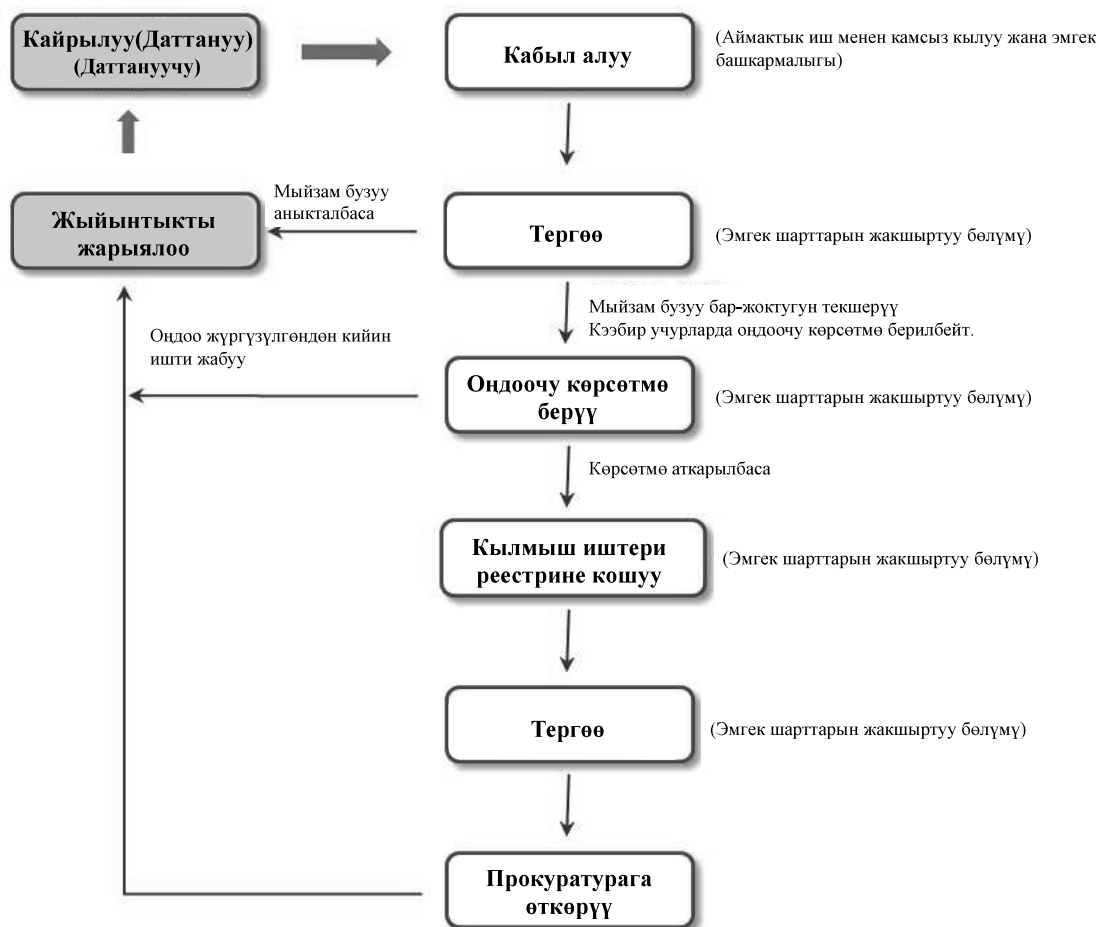 Кайрылуу(Даттануу)
(Даттануучу)
Кабыл алуу
(Аймактык иш менен камсыз кылуу жана эмгек
башкармалыгы)
Жыйынтыкты
жарыялоо
Мыйзам бузуу
аныкталбаса
Тергөө
(Эмгек шарттарын жакшыртуу бөлүмү)
Мыйзам бузуу бар-жоктугун текшерүү
Кээбир учурларда оңдоочу көрсөтмө берилбейт.
Оңдоо жүргүзүлгөндөн кийин
ишти жабуу
Оңдоочу көрсөтмө
берүү
(Эмгек шарттарын жакшыртуу бөлүмү)
Көрсөтмө аткарылбаса
Кылмыш иштери
реестрине кошуу
(Эмгек шарттарын жакшыртуу бөлүмү)
Тергөө
(Эмгек шарттарын жакшыртуу бөлүмү)
Прокуратурага
өткөрүү